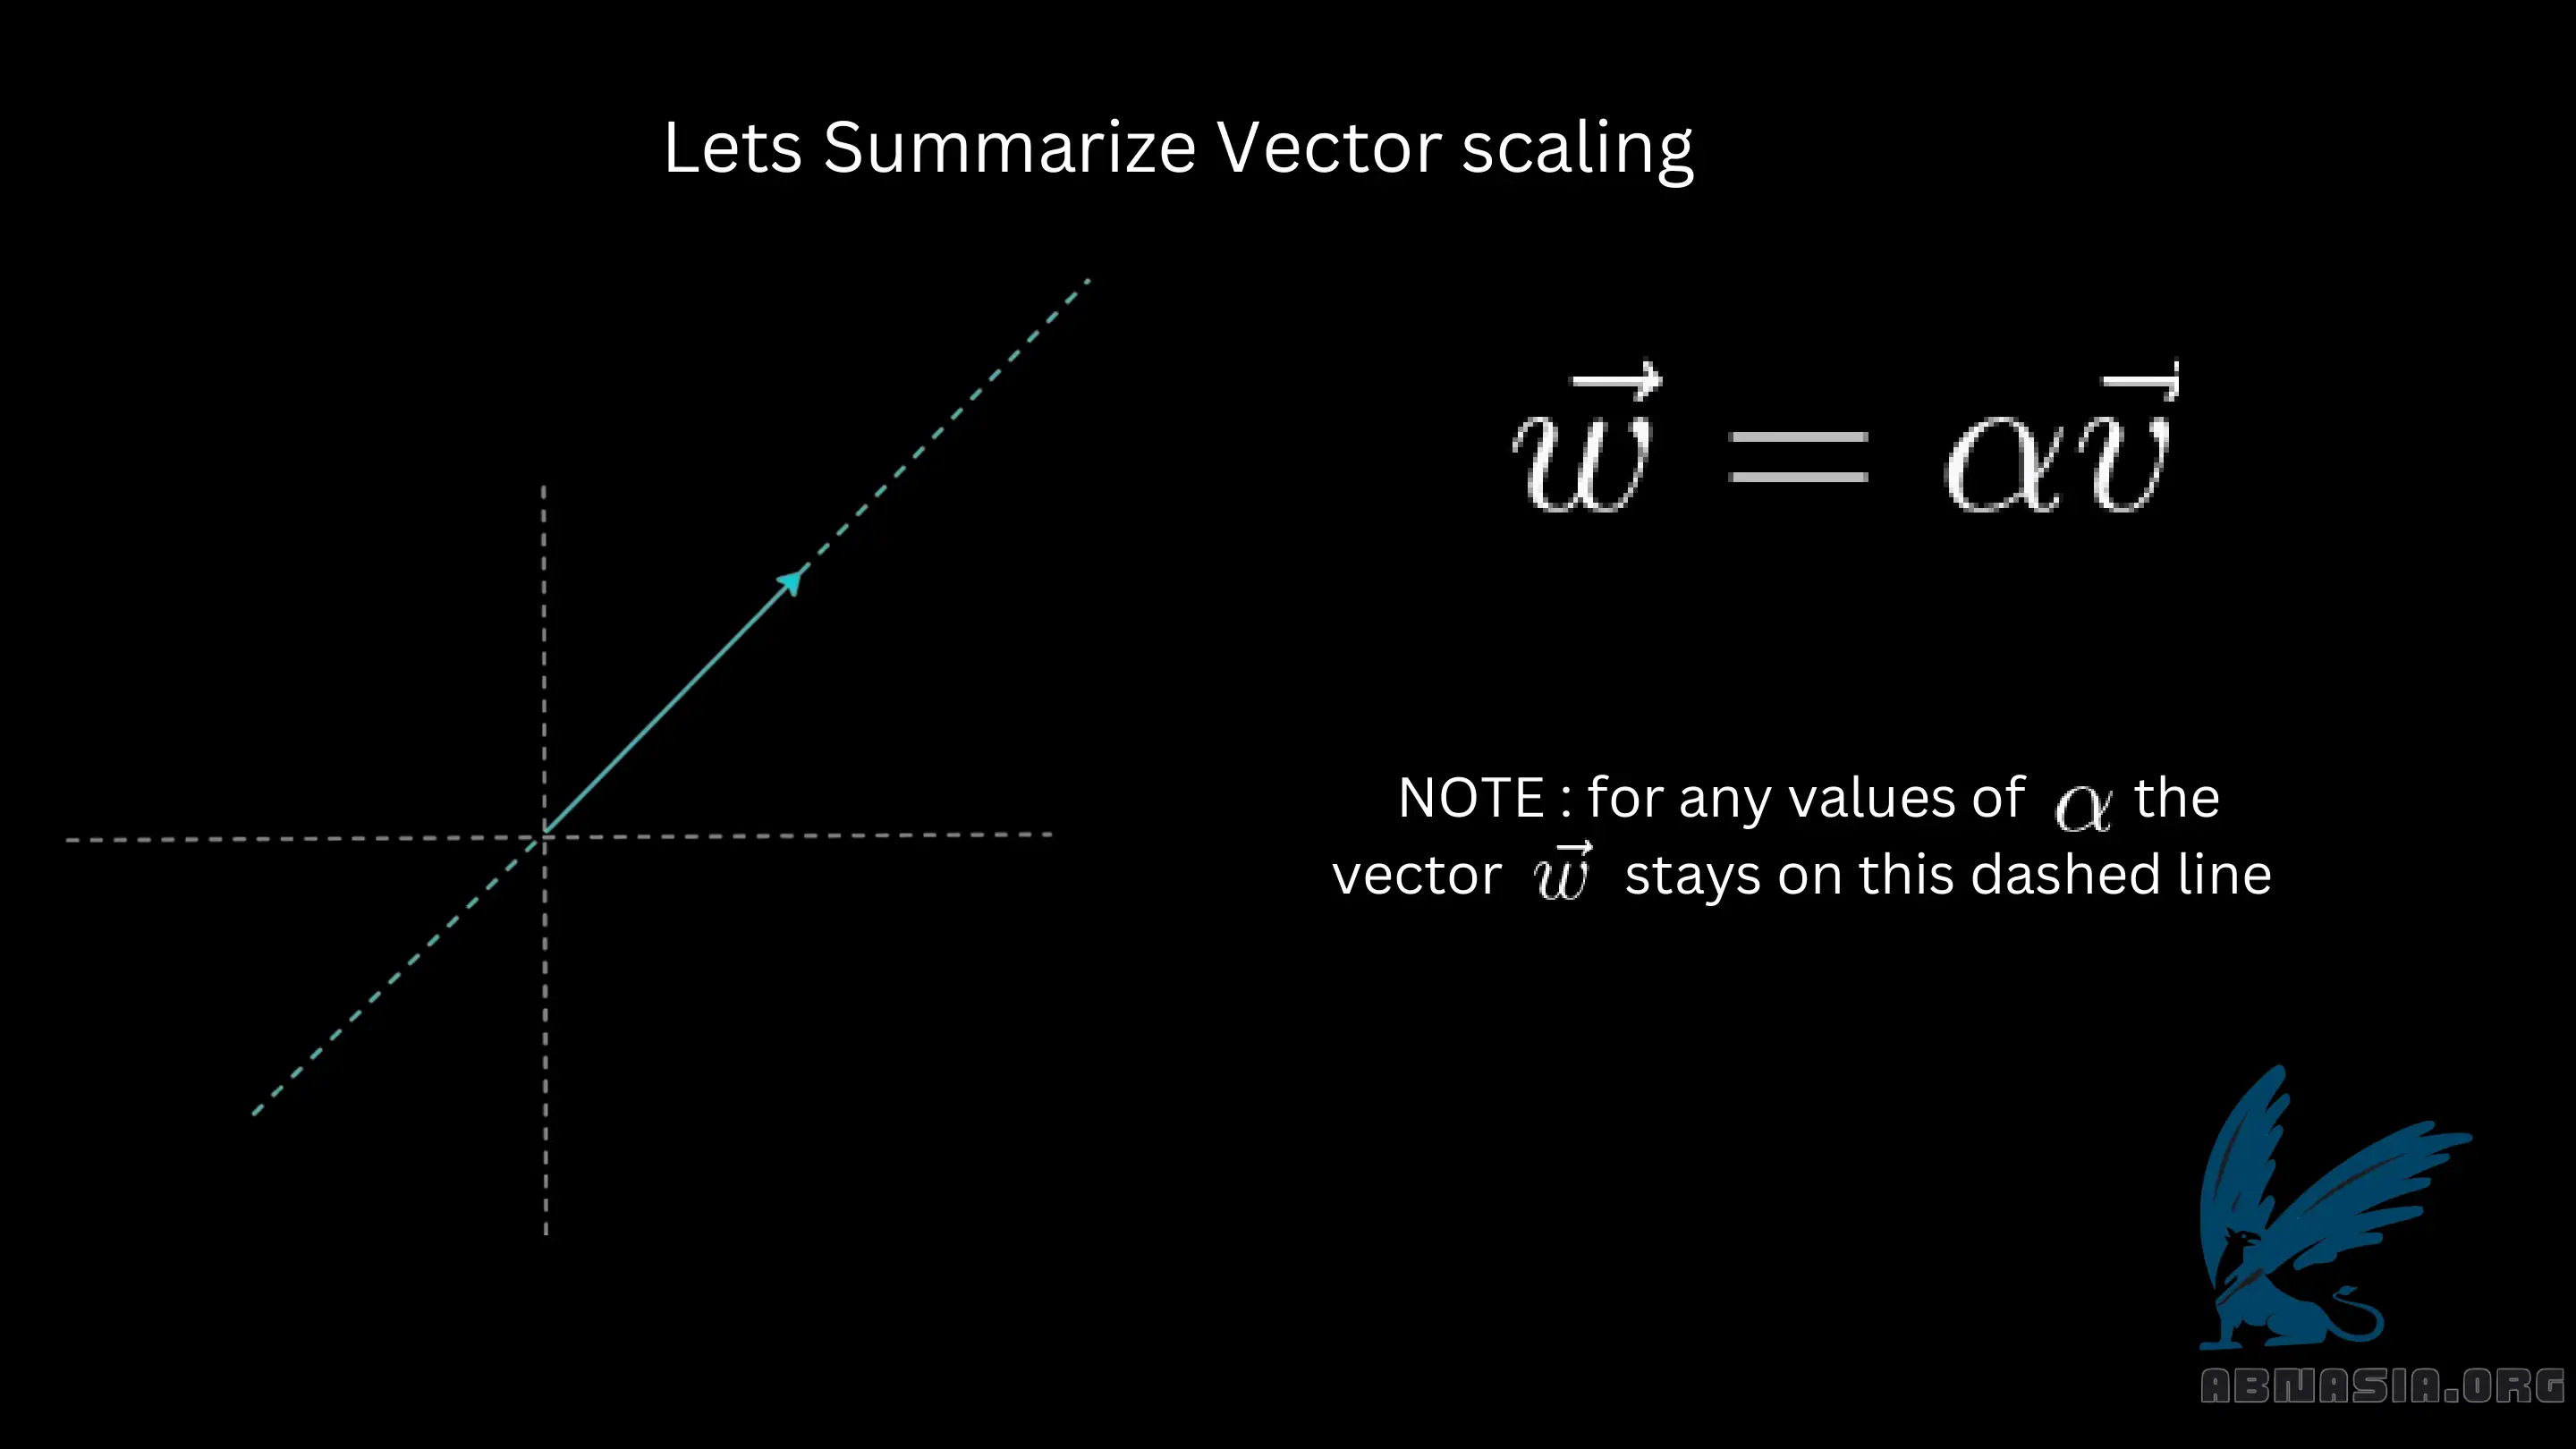 Lets Summarize Vector scaling
$\vec{w} = \alpha\vec{v}$
NOTE : for any values of $\alpha$ the
vector $\vec{w}$ stays on this dashed line
ABNASIA.ORG